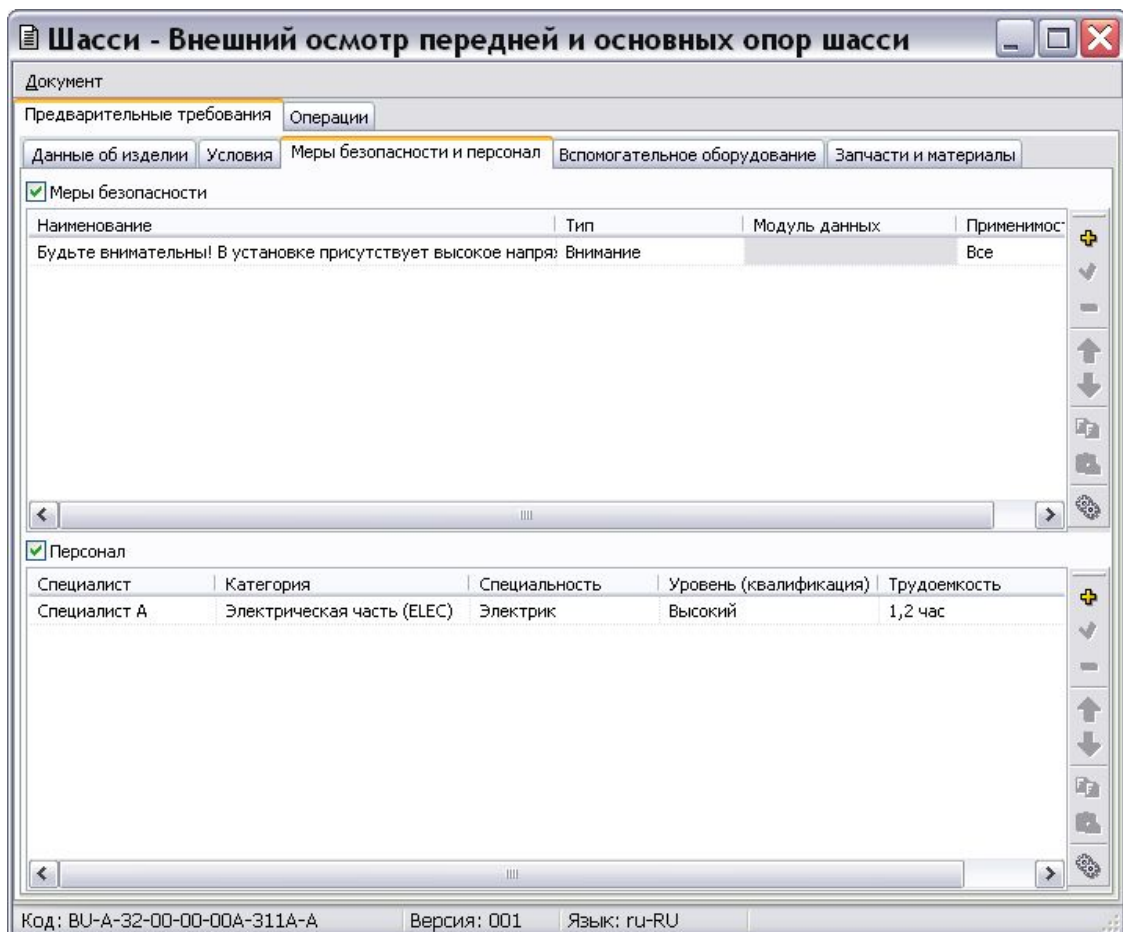 Шасси - Внешний осмотр передней и основных опор шасси
Документ
Предварительные требования Операции
Данные об изделии Условия Меры безопасности и персонал Вспомогательное оборудование Запчасти и материалы
Меры безопасности
Наименование Тип Модуль данных Применимост
Будьте внимательны! В установке присутствует высокое напря Внимание Все
Персонал
Специалист Категория Специальность Уровень (квалификация) Трудоемкость
Специалист А Электрическая часть (ELEC) Электрик Высокий 1,2 час
Код: BU-A-32-00-00-00A-311A-A Версия: 001 Язык: ru-RU